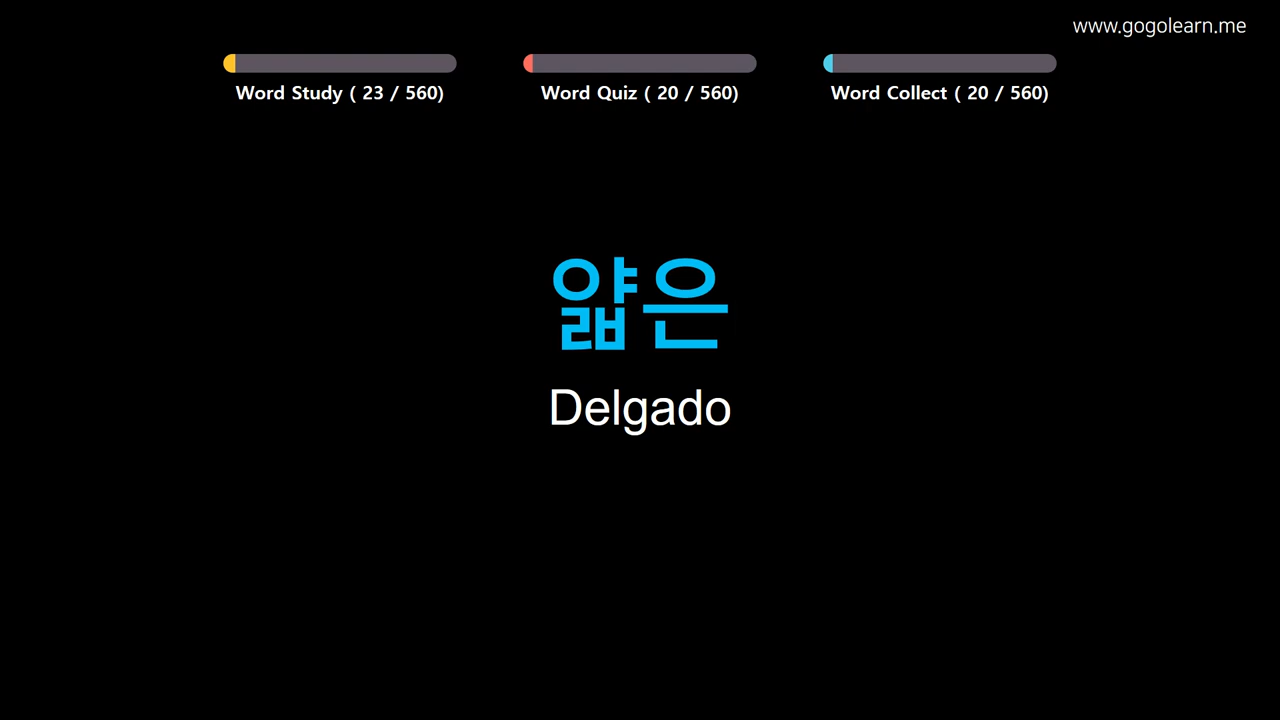 www.gogolearn.me
Word Study ( 23 / 560)
Word Quiz ( 20 / 560)
Word Collect ( 20 / 560)
얇은
Delgado